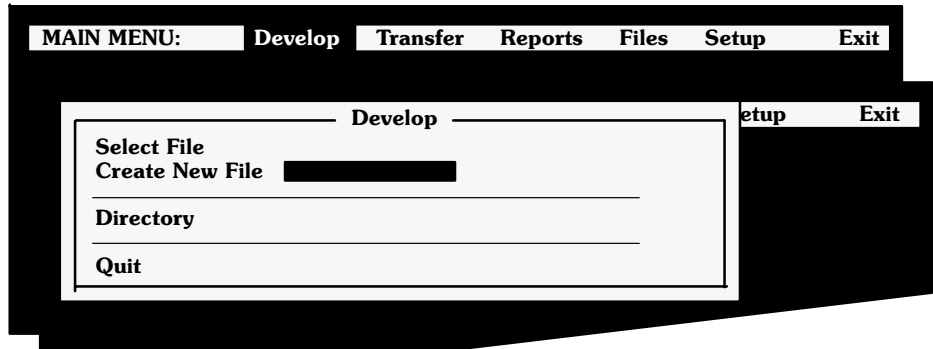 MAIN MENU: Develop Transfer Reports Files Setup Exit
etup Exit
Develop
Select File
Create New File
Directory
Quit